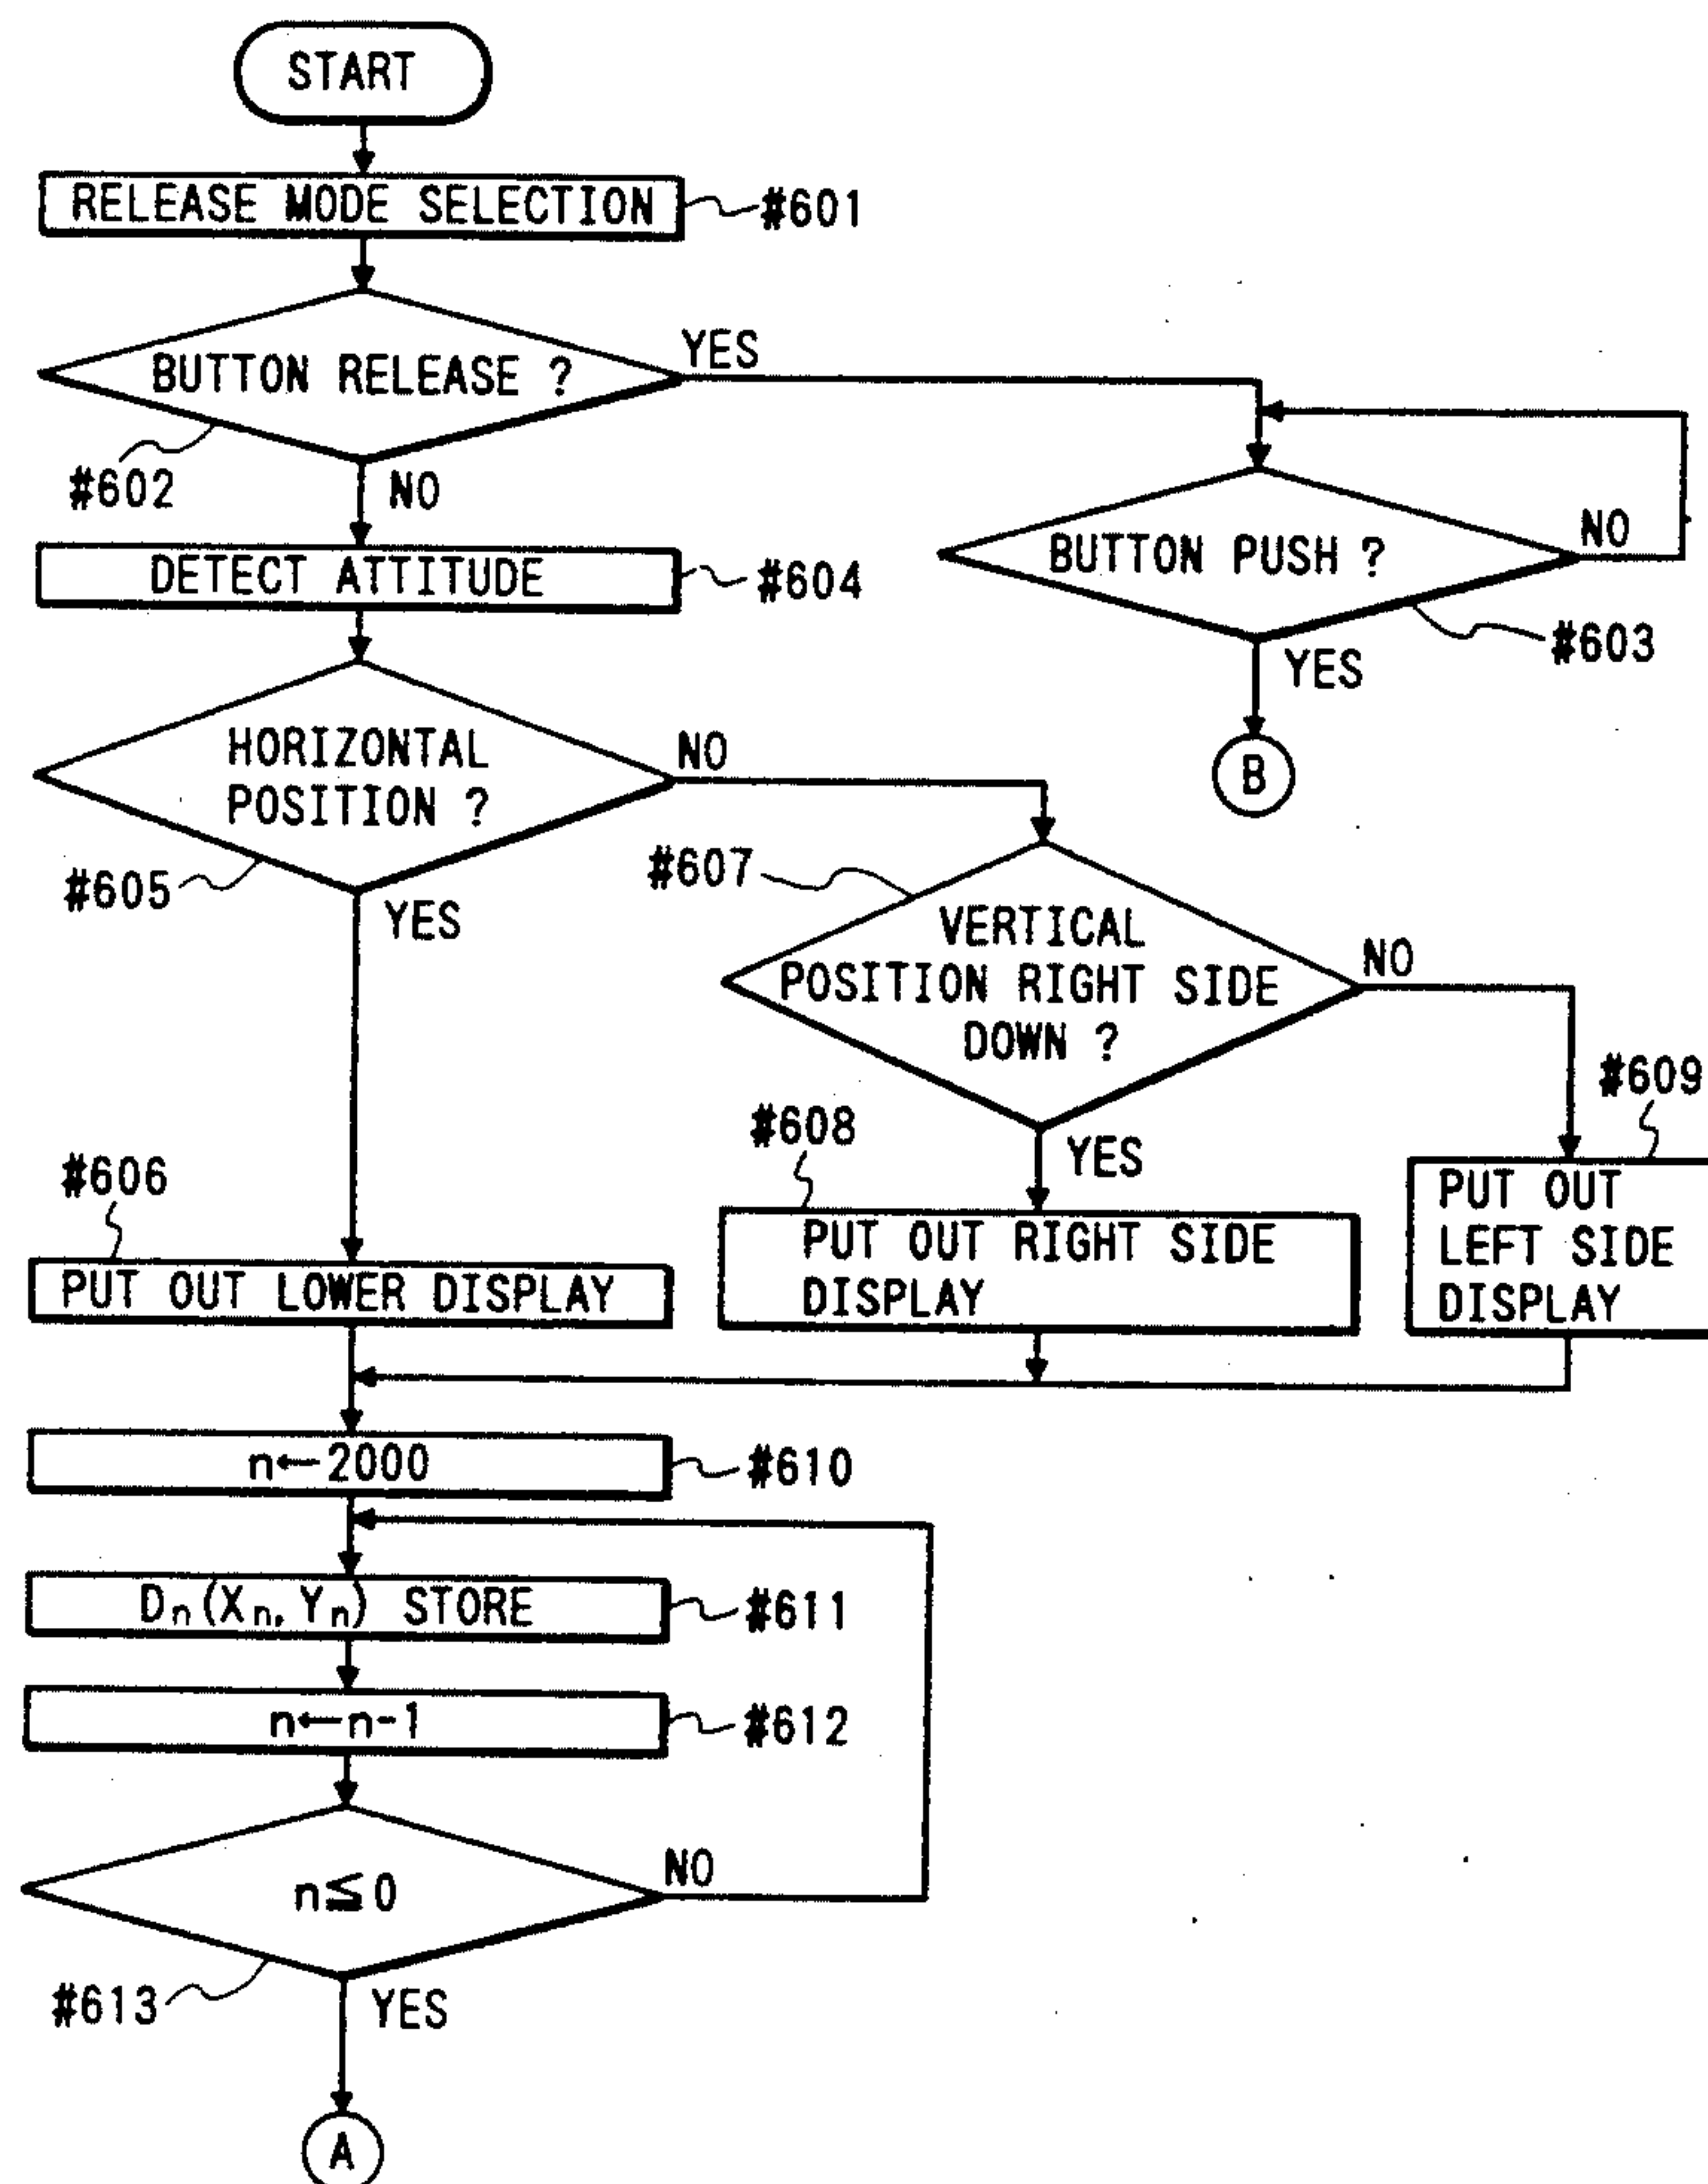 START
RELEASE MODE SELECTION
#601
BUTTON RELEASE ?
YES
#602
NO
BUTTON PUSH ?
NO
#603
YES
B
DETECT ATTITUDE
#604
HORIZONTAL
POSITION ?
NO
#605
YES
#607
VERTICAL
POSITION RIGHT SIDE
DOWN ?
NO
#609
#608
YES
#606
PUT OUT LOWER DISPLAY
PUT OUT RIGHT SIDE
DISPLAY
PUT OUT
LEFT SIDE
DISPLAY
n←2000
#610
Dn(Xn, Yn) STORE
#611
n←n-1
#612
n≦0
NO
#613
YES
A